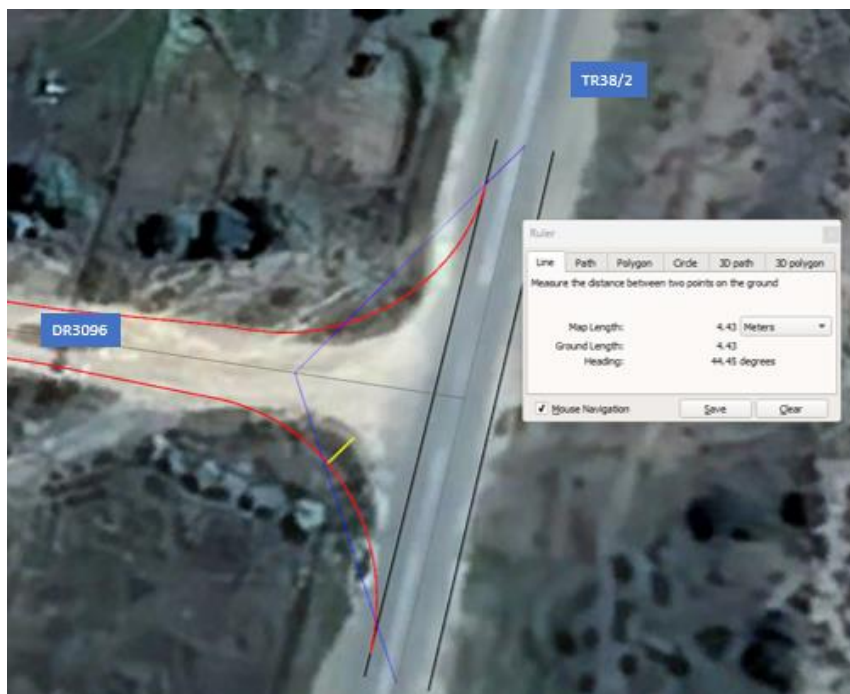 TR38/2
Ruler
Line Path Polygon Circle 3D path 3D polygon
Measure the distance between two points on the ground
Map Length: 4.43 Meters
Ground Length: 4.43
Heading: 44.45 degrees
Mouse Navigation Save Clear
DR3096